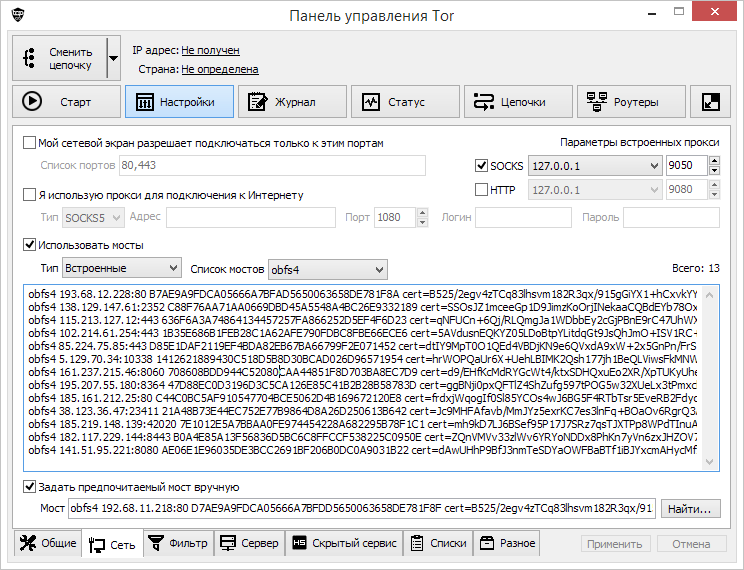 Панель управления Tor
Сменить цепочку
IP адрес: Не получен
Страна: Не определена
Старт Настройки Журнал Статус Цепочки Роутеры
Мой сетевой экран разрешает подключаться только к этим портам
Список портов 80,443
Параметры встроенных прокси
SOCKS 127.0.0.1 9050
HTTP 127.0.0.1 9080
Я использую прокси для подключения к Интернету
Тип SOCKS5 Адрес Порт 1080 Логин Пароль
Использовать мосты
Тип Встроенные Список мостов obfs4 Всего: 13
obfs4 193.68.12.228:80 B7AE9A9FDCA05666A7BFAD5650063658DE781F8A cert=B525/2egv4zTCq83lhsvm182R3qx/915gGiYX1+hCxvkYY
obfs4 138.129.147.61:2352 C88F76AA71AA0669DBD45A5548A4BC26E9332189 cert=SSOsJZ1mceeGp1D9JimzKoOrjINekaaCQBdEYb78Ox
obfs4 115.213.127.12:443 636F6A3A74864134457257FA866252D5EF4F6D23 cert=qNFUCn+6Qj/RLQmgJa1WDbbEy2cGjPBnE9rC47UhWX
obfs4 102.214.61.254:443 1B35E686B1FEB28C1A62AFE790FDBC8FBE66ECE6 cert=5AVdusnEQKYZ05LDoBtpYLitdqGt9JsQhJmO+ISV1RC+
obfs4 85.224.75.85:443 D85E1DAF2119EF4BDA82EB67BA66799F2E071452 cert=dtIY9MpT0O1QEd4VBDjKN9e6QVxdA9xW+2x5GnPn/FrS
obfs4 5.129.70.34:10338 1412621889430C518D5B8D30BCAD026D96571954 cert=hrWOPQaUr6X+UehLBIMK2Qsh177jh1BeQLViwsFkMNW
obfs4 161.237.215.46:8060 708608BDD944C52080CAA44851F8D703BA8EC7D9 cert=d9/EHfKcMdRYGcWt4/ktxSDHQxuEo2XR/XpTUKyUhe
obfs4 195.207.55.180:8364 47D88EC0D3196D3C5CA126E85C41B2B28B58783D cert=ggBNji0pxQFTlZ4ShZufg597tPOG5w32XUeLx3tPmxd
obfs4 185.161.212.25:80 C44C0BC5AF910547704BCE5062D4B169672120E8 cert=frdxjWqogIf0Sl85YCOs4wJ6BG5F4RTbTsr5EveRB2Fdyd
obfs4 38.123.36.47:23411 21A48B73E44EC752E77B9864D8A26D250613B642 cert=Jc9MHFAfavb/MmJYz5exrKC7es3lnFq+BOaOv6RgrQ3
obfs4 185.219.148.139:42020 7E1012E5A7BBAA0FE974454228A682295B78F1C1 cert=mh9kD7LJ6BSef95P17J7SRz7qsTJXTPp8WPdTInuA
obfs4 182.117.229.144:8443 B0A4E85A13F56836D5BC6C8FFCCF538225C0950E cert=ZQnVMVv33zlWv6YRYoNDDx8PhKn7yVn6zxJHZOV7
obfs4 141.51.95.221:8080 AE06E1E96035DE3BCC2691BF206B0DC0A9031B22 cert=dAwUHhP9BfJ3nmTeSDYaOWFBaBTf1iBJYxcmAHycMf
Задать предпочитаемый мост вручную
Мост obfs4 192.68.11.218:80 D7AE9A9FDCA05666A7BFDD5650063658DE781F8F cert=B525/2egv4zTCq83lhsvm182R3qx/915 Найти...
Общие Сеть Фильтр Сервер Скрытый сервис Списки Разное Применить Отмена